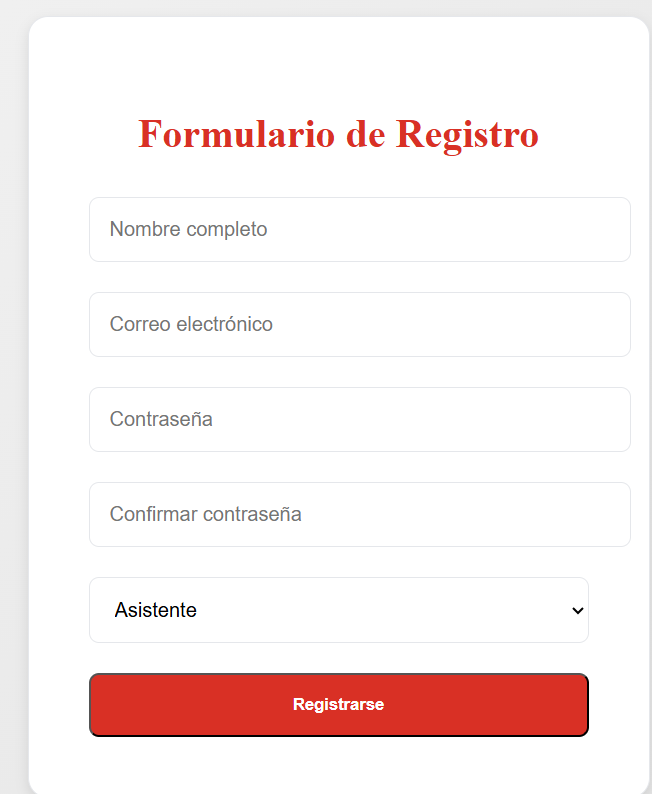 Formulario de Registro
Nombre completo
Correo electrónico
Contraseña
Confirmar contraseña
Asistente
Registrarse